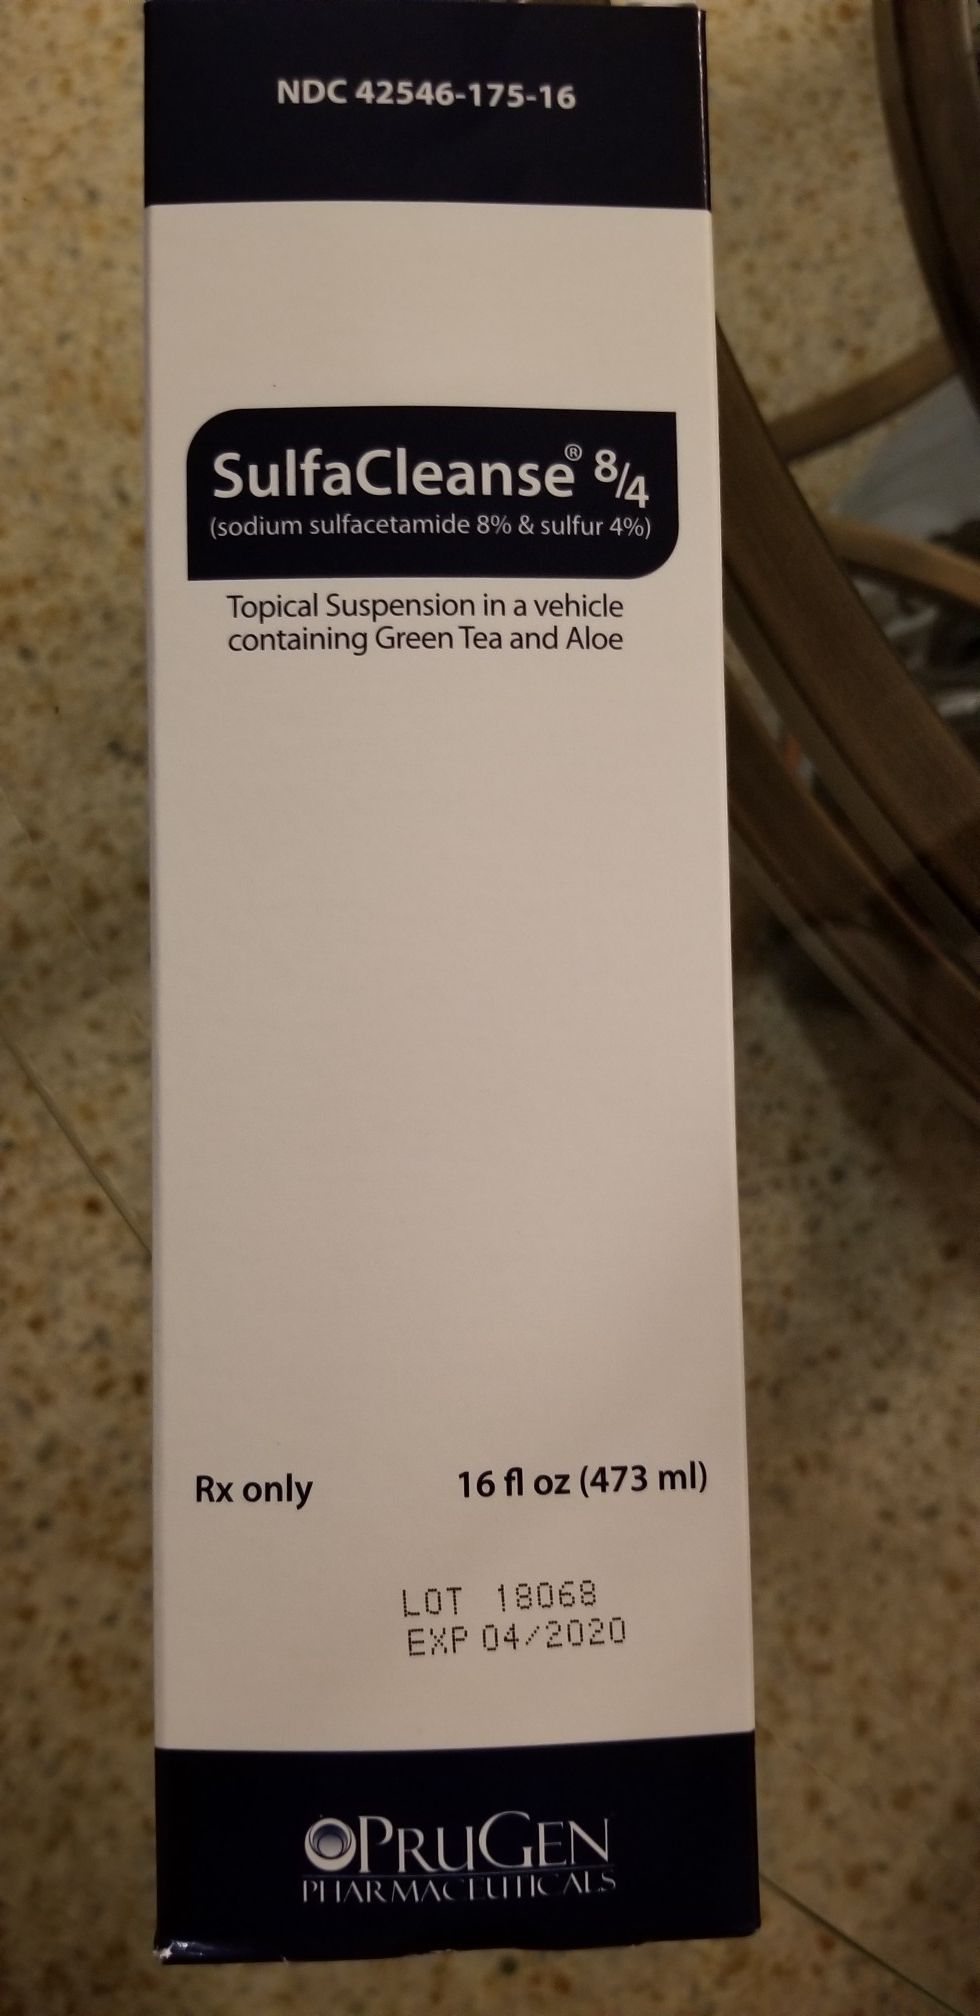 NDC 42546-175-16
SulfaCleanse® 8/4
(sodium sulfacetamide 8% & sulfur 4%)
Topical Suspension in a vehicle
containing Green Tea and Aloe
Rx only 16 fl oz (473 ml)
LOT 18068
EXP 04/2020
PRUGEN
PHARMACEUTICALS